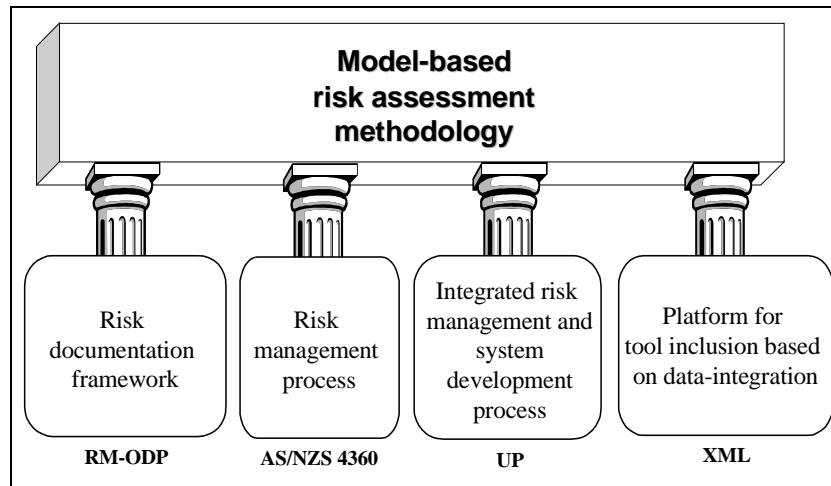 Model-based
risk assessment
methodology
Risk
documentation
framework
Risk
management
process
Integrated risk
management and
system
development
process
Platform for
tool inclusion based
on data-integration
RM-ODP
AS/NZS 4360
UP
XML